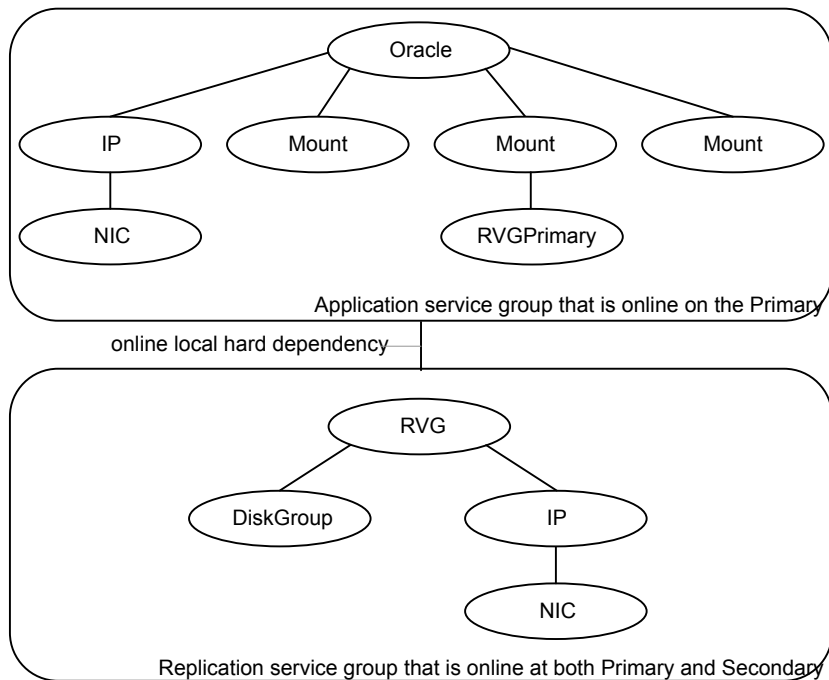 Oracle
IP
Mount
Mount
Mount
NIC
RVGPrimary
Application service group that is online on the Primary
online local hard dependency
RVG
DiskGroup
IP
NIC
Replication service group that is online at both Primary and Secondary